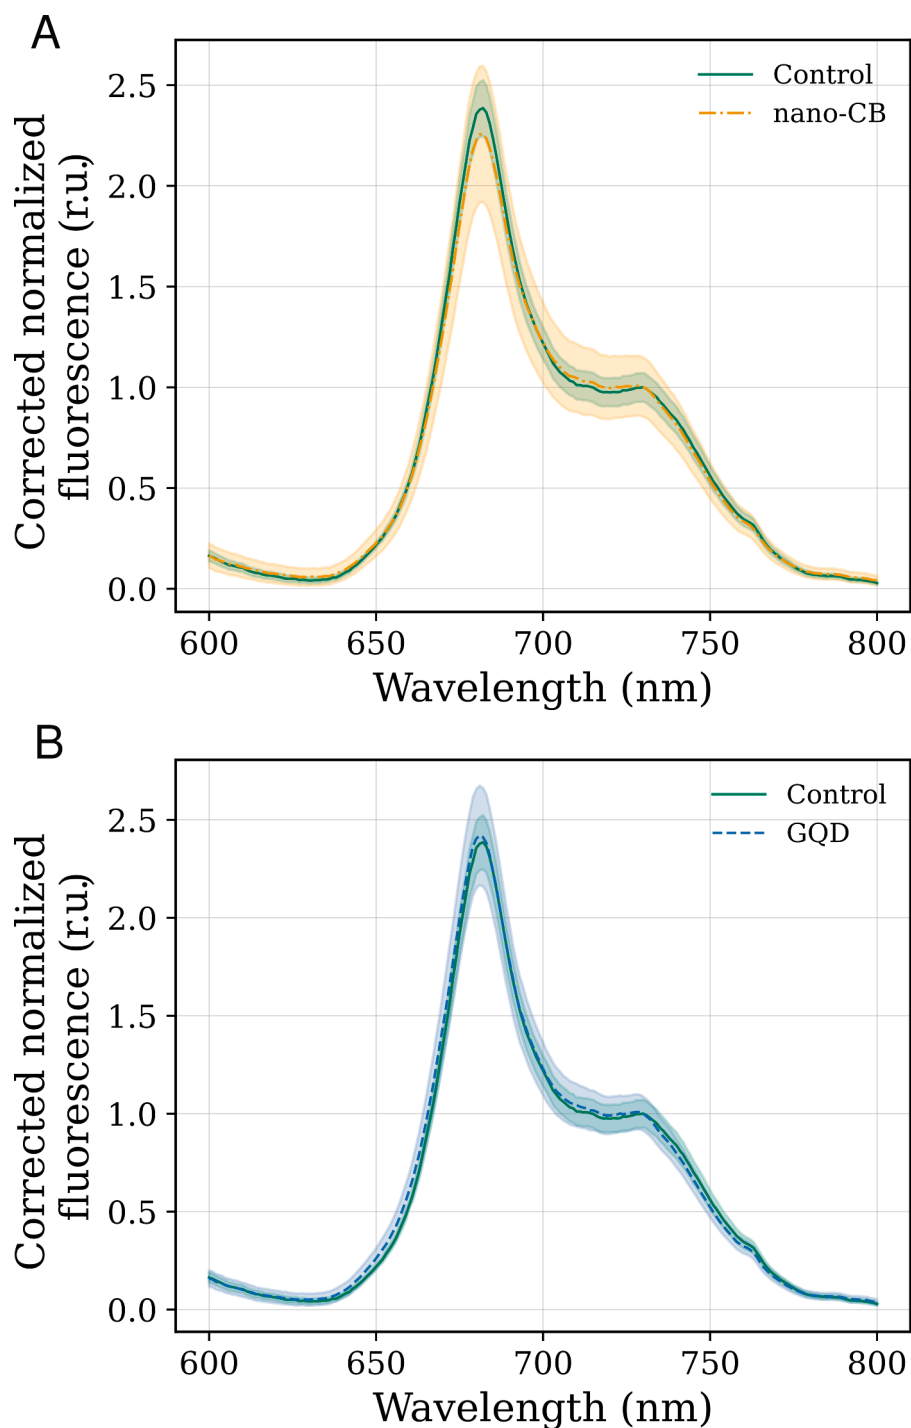 A
Corrected normalized
fluorescence (r.u.)
2.5
2.0
1.5
1.0
0.5
0.0
Control
nano-CB
600 650 700 750 800
Wavelength (nm)
B
Corrected normalized
fluorescence (r.u.)
2.5
2.0
1.5
1.0
0.5
0.0
Control
GQD
600 650 700 750 800
Wavelength (nm)